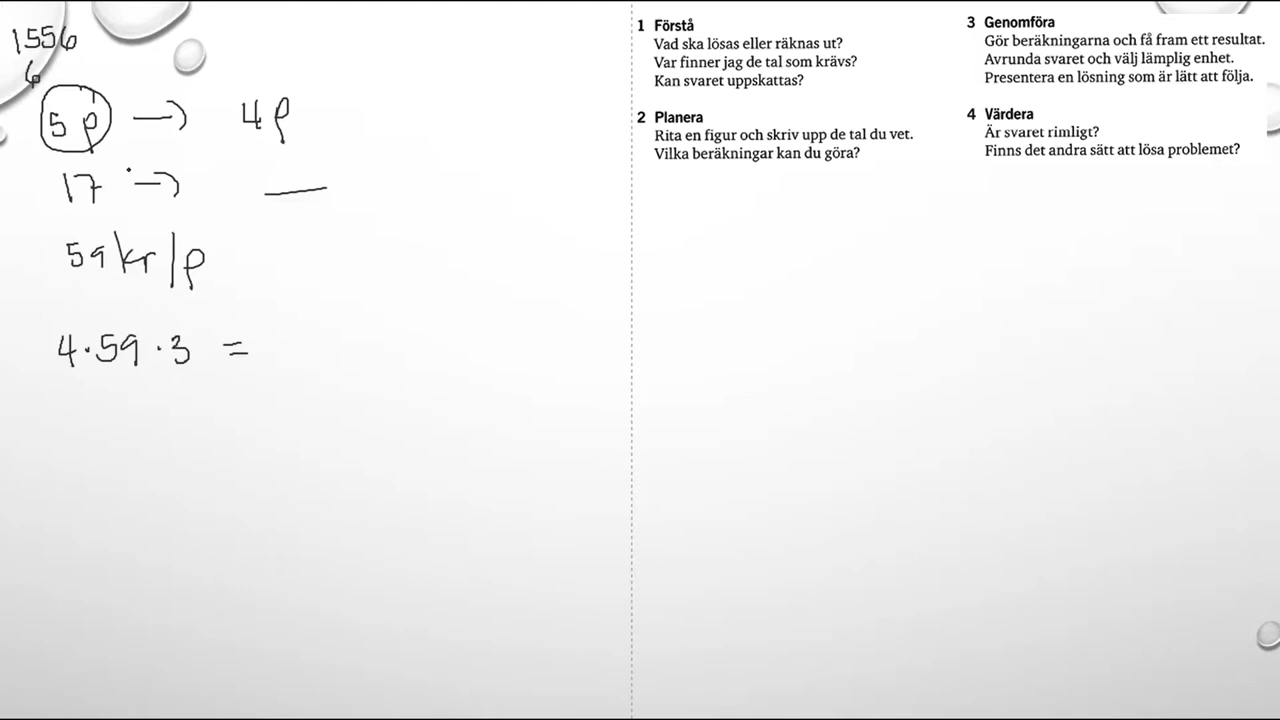 1556
6
5 p → 4 p
17 → —
59 kr/p
4·59·3 =
1 Förstå
Vad ska lösas eller räknas ut?
Var finner jag de tal som krävs?
Kan svaret uppskattas?
2 Planera
Rita en figur och skriv upp de tal du vet.
Vilka beräkningar kan du göra?
3 Genomföra
Gör beräkningarna och få fram ett resultat.
Avrunda svaret och välj lämplig enhet.
Presentera en lösning som är lätt att följa.
4 Värdera
Är svaret rimligt?
Finns det andra sätt att lösa problemet?